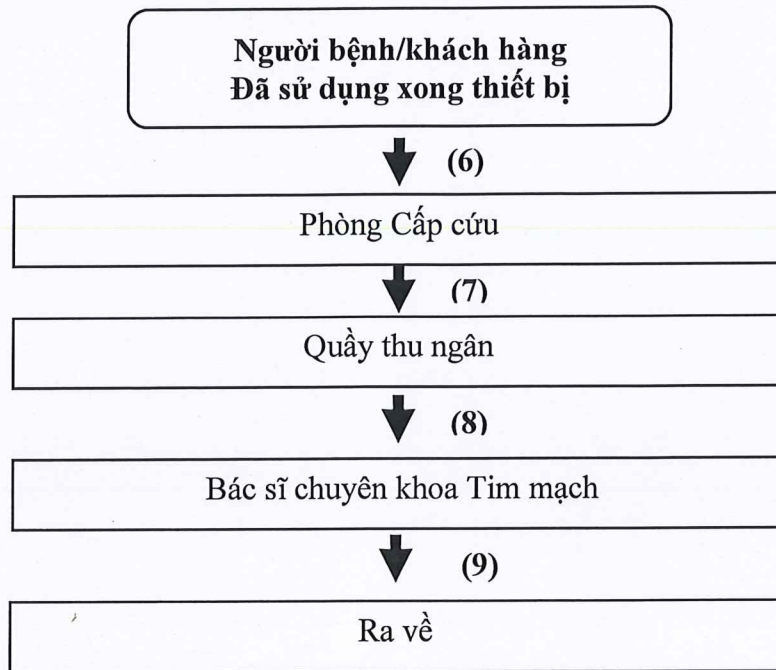 Người bệnh/khách hàng
Đã sử dụng xong thiết bị
(6)
Phòng Cấp cứu
(7)
Quầy thu ngân
(8)
Bác sĩ chuyên khoa Tim mạch
(9)
Ra về